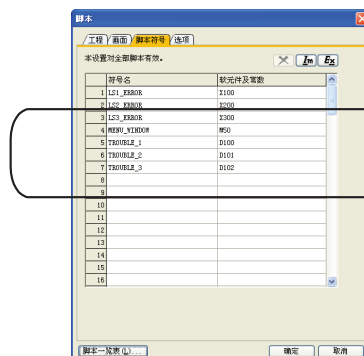 脚本
工程 画面 脚本符号 选项
本设置对全部脚本有效。
Im Ex
符号名 软元件及常数
1 LS1_ERROR X100
2 LS2_ERROR X200
3 LS3_ERROR X300
4 MENU_WINDOW M50
5 TROUBLE_1 D100
6 TROUBLE_2 D101
7 TROUBLE_3 D102
8
9
10
11
12
13
14
15
16
脚本一览表(L)... 确定 取消